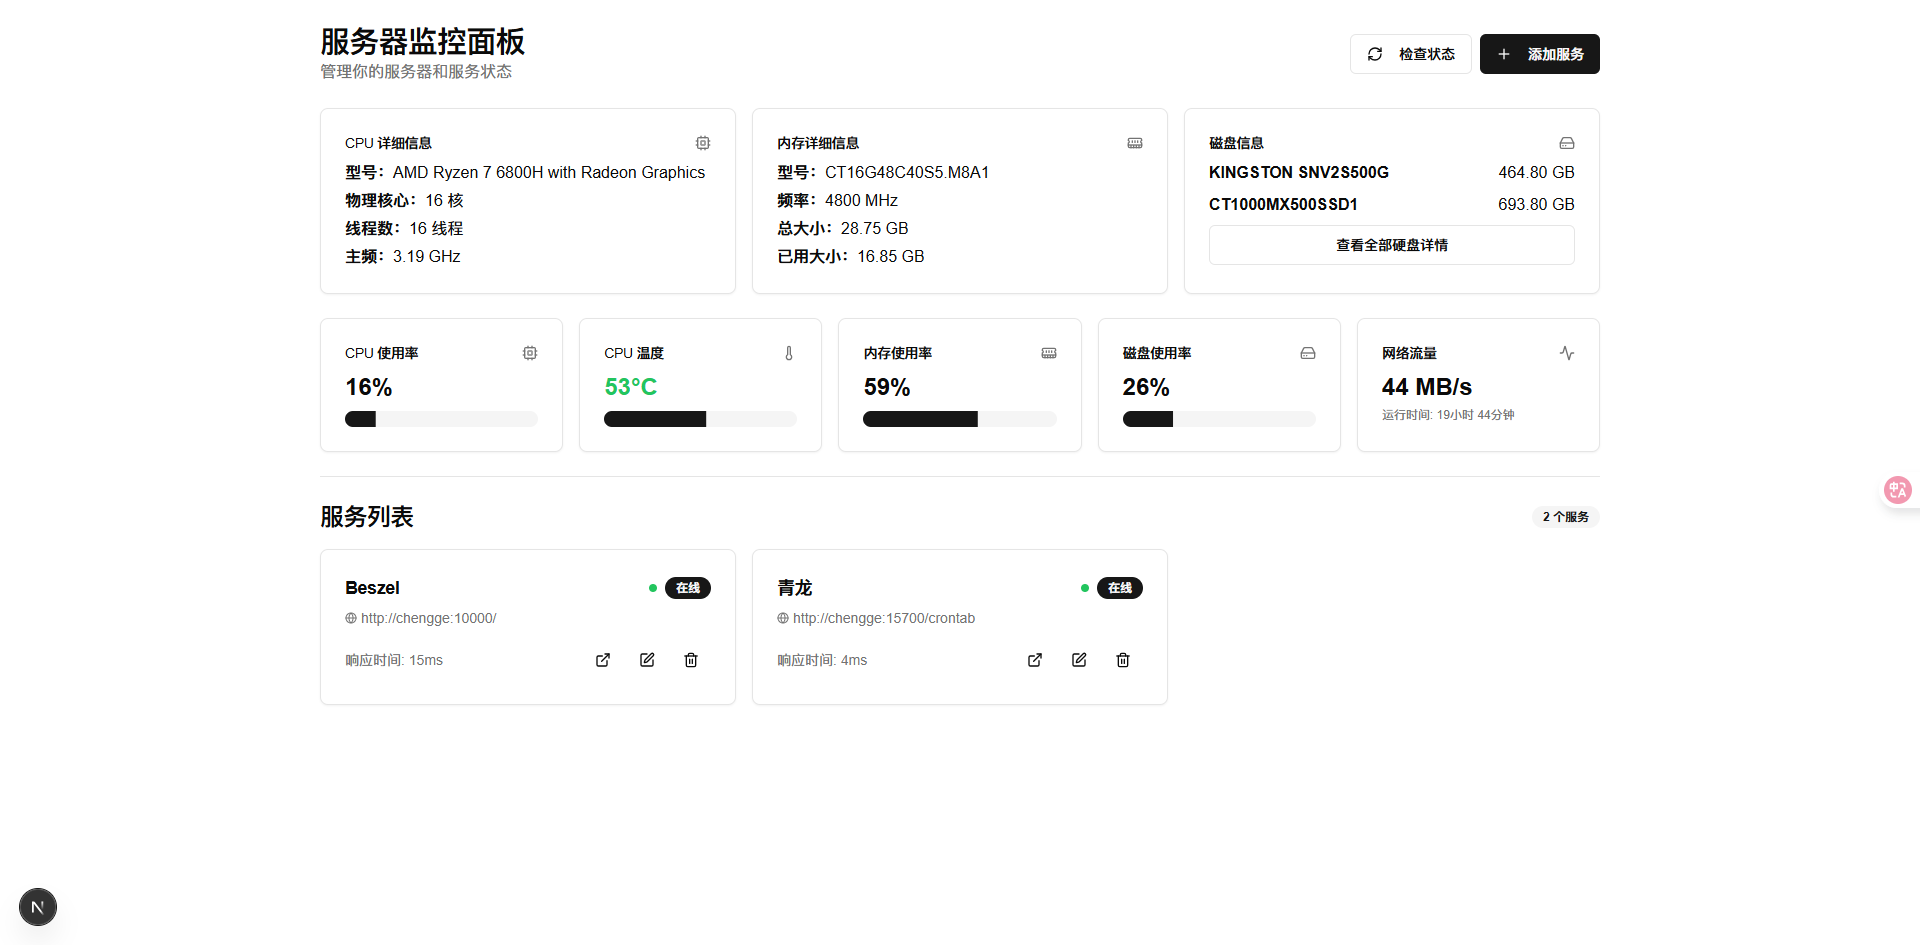 服务器监控面板
管理你的服务器和服务状态
检查状态
添加服务
CPU 详细信息
型号：AMD Ryzen 7 6800H with Radeon Graphics
物理核心：16 核
线程数：16 线程
主频：3.19 GHz
内存详细信息
型号：CT16G48C40S5.M8A1
频率：4800 MHz
总大小：28.75 GB
已用大小：16.85 GB
磁盘信息
KINGSTON SNV2S500G 464.80 GB
CT1000MX500SSD1 693.80 GB
查看全部硬盘详情
CPU 使用率
16%
CPU 温度
53°C
内存使用率
59%
磁盘使用率
26%
网络流量
44 MB/s
运行时间: 19小时 44分钟
服务列表
2 个服务
Beszel
在线
http://chengge:10000/
响应时间: 15ms
青龙
在线
http://chengge:15700/crontab
响应时间: 4ms
中A
N